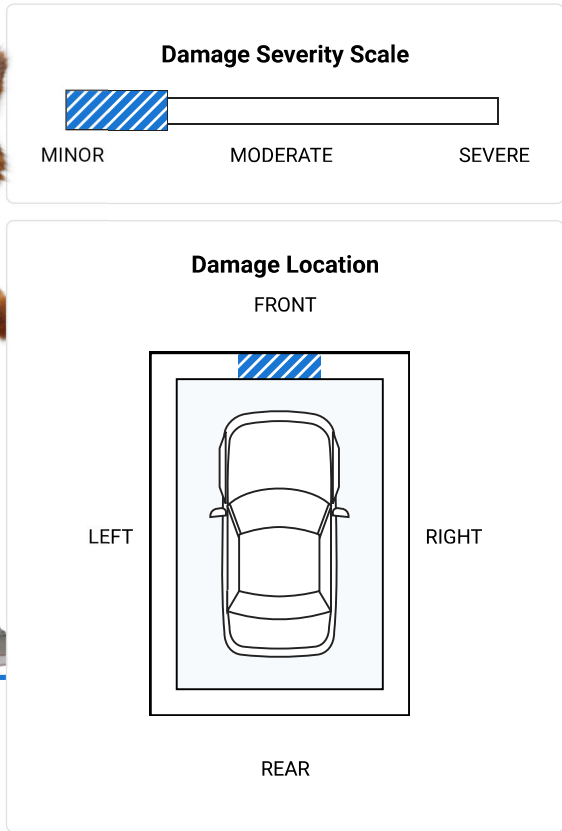 Damage Severity Scale
MINOR MODERATE SEVERE
Damage Location
FRONT
LEFT RIGHT
REAR